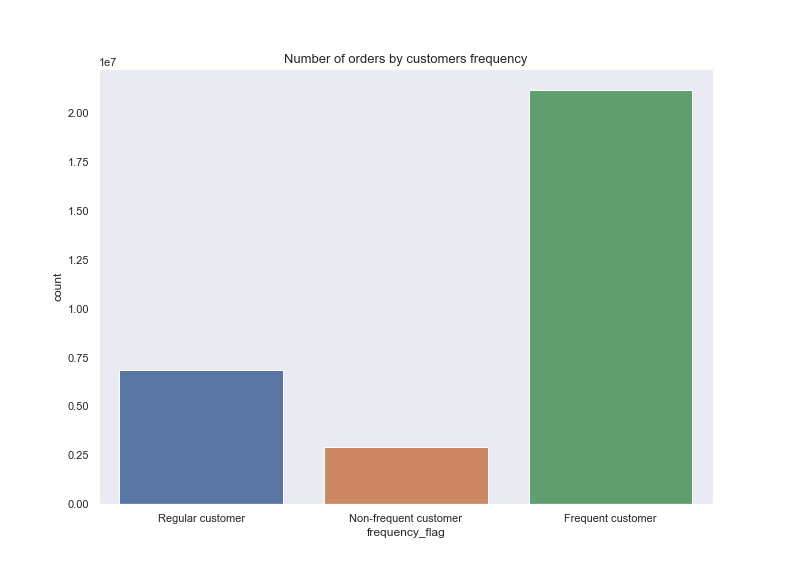 Number of orders by customers frequency
1e7
2.00
1.75
1.50
1.25
1.00
0.75
0.50
0.25
0.00
count
Regular customer
Non-frequent customer
Frequent customer
frequency_flag